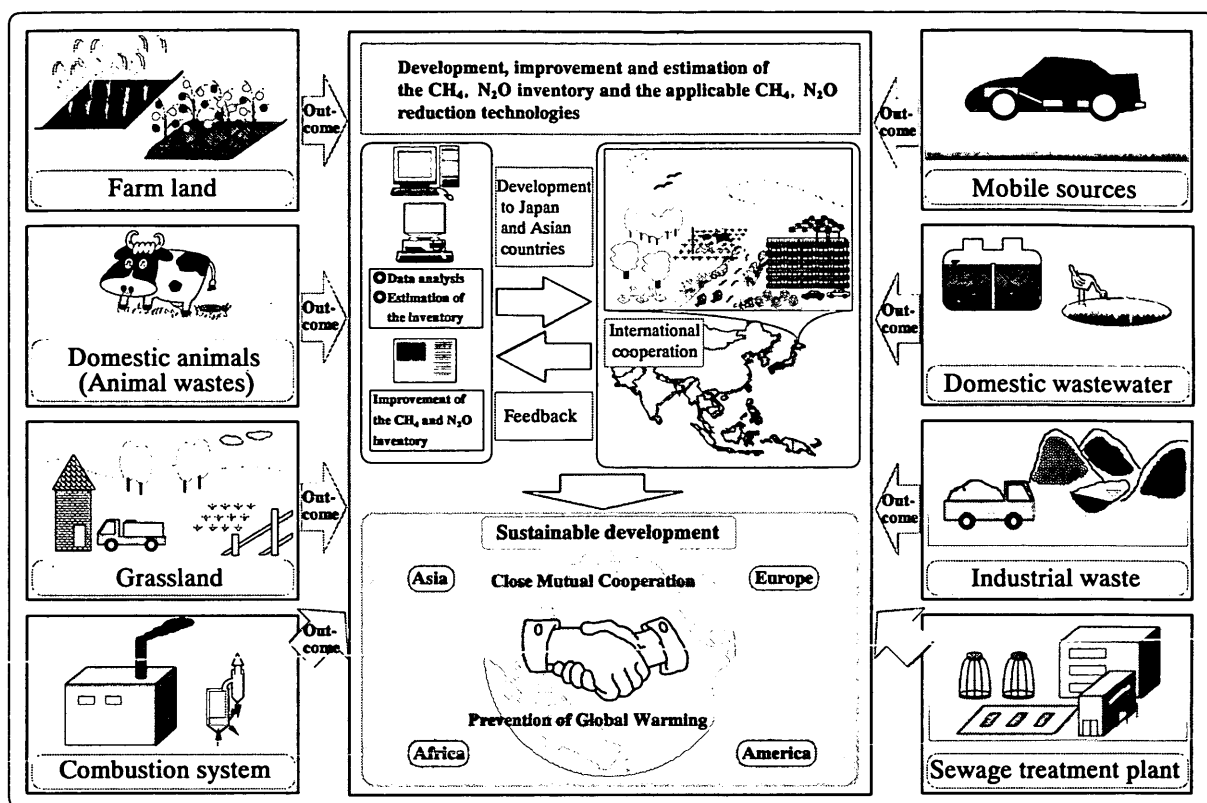 Farm land
Out-
come
Domestic animals
(Animal wastes)
Out-
come
Grassland
Out-
come
Combustion system
Out-
come
Development, improvement and estimation of
the CH₄, N₂O inventory and the applicable CH₄, N₂O
reduction technologies
Data analysis
Estimation of
the inventory
Improvement of
the CH₄ and N₂O
inventory
Development
to Japan
and Asian
countries
International
cooperation
Feedback
Sustainable development
Asia
Close Mutual Cooperation
Europe
Prevention of Global Warming
Africa
America
Out-
come
Mobile sources
Out-
come
Domestic wastewater
Out-
come
Industrial waste
Sewage treatment plant